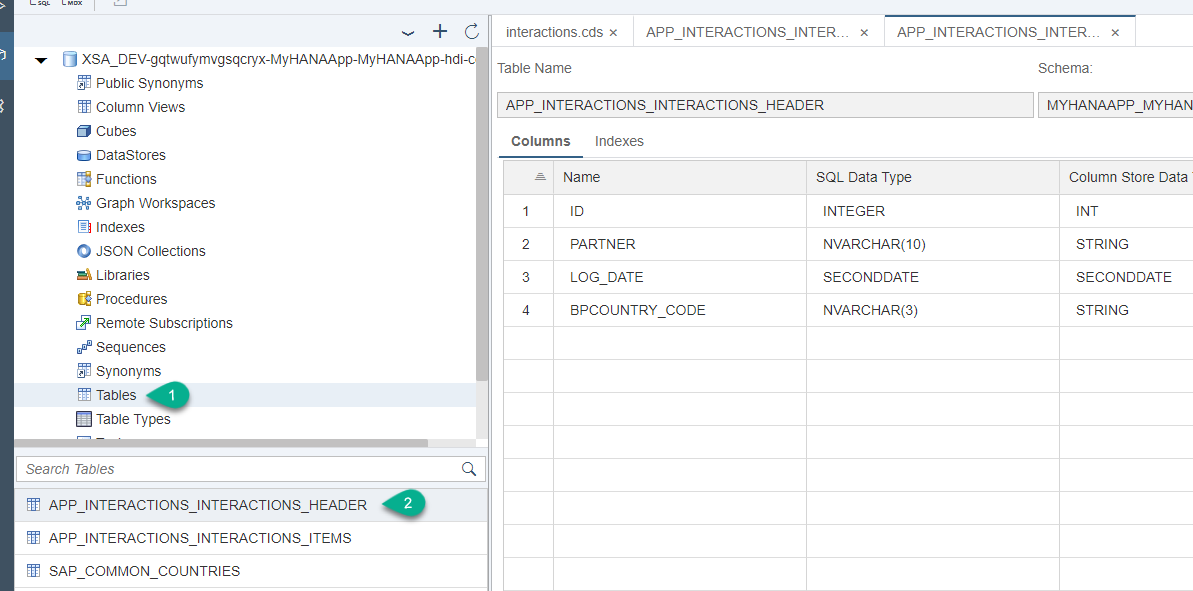 SQL MDX
interactions.cds ×
APP_INTERACTIONS_INTER... ×
APP_INTERACTIONS_INTER... ×
XSA_DEV-gqtwufymvgsqcryx-MyHANAApp-MyHANAApp-hdi-c
Public Synonyms
Column Views
Cubes
DataStores
Functions
Graph Workspaces
Indexes
JSON Collections
Libraries
Procedures
Remote Subscriptions
Sequences
Synonyms
Tables 1
Table Types
Search Tables
APP_INTERACTIONS_INTERACTIONS_HEADER 2
APP_INTERACTIONS_INTERACTIONS_ITEMS
SAP_COMMON_COUNTRIES
Table Name Schema:
APP_INTERACTIONS_INTERACTIONS_HEADER MYHANAAPP_MYHAN
Columns Indexes
Name SQL Data Type Column Store Data
1 ID INTEGER INT
2 PARTNER NVARCHAR(10) STRING
3 LOG_DATE SECONDDATE SECONDDATE
4 BPCOUNTRY_CODE NVARCHAR(3) STRING